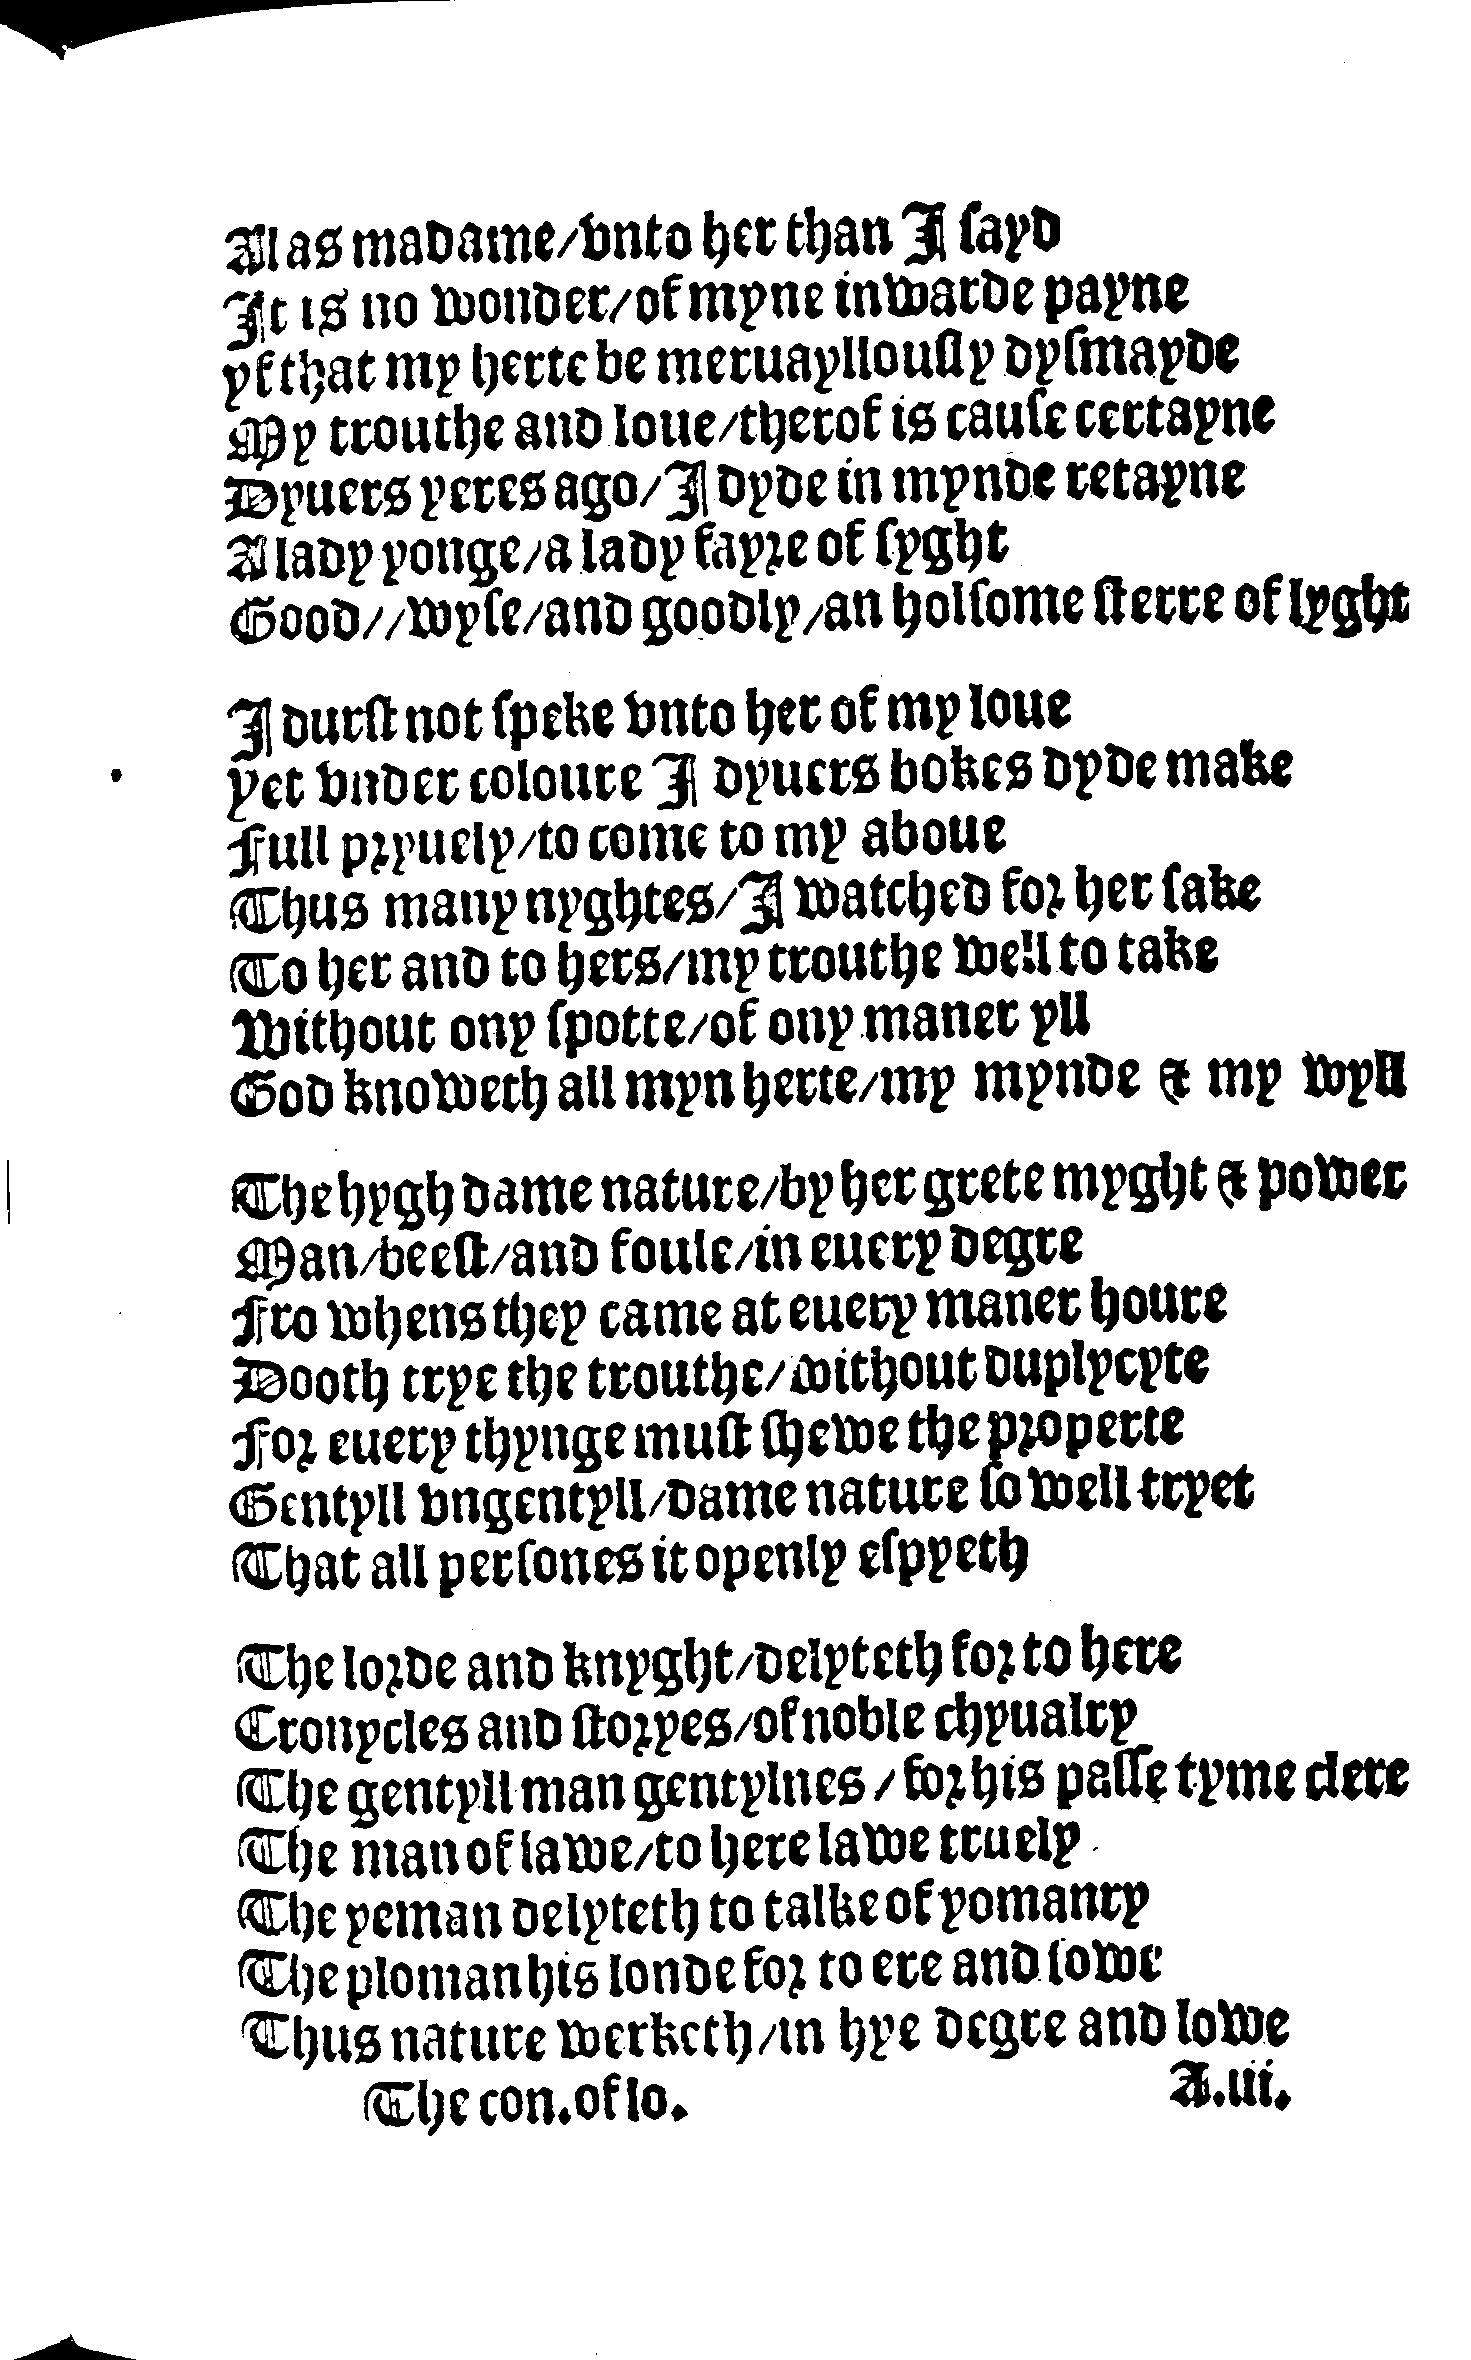 Alas madame/vnto her than I sayd
It is no wonder/of myne inwarde payne
yf that my herte be meruayllously dysmayde
My trouthe and loue/therof is cause certayne
Dyuers yeres ago/I dyde in mynde retayne
A lady yonge/a lady fayre of syght
Good//wyse/and goodly/an holsome sterre of lyght
I durst not speke vnto her of my loue
yet vnder coloure I dyuers bokes dyde make
Full pryuely/to come to my aboue
Thus many nyghtes/I watched for her sake
To her and to hers/my trouthe well to take
Without ony spotte/of ony maner yll
God knoweth all myn herte/my mynde & my wyll
The hygh dame nature/by her grete myght & power
Man/beest/and foule/in euery degre
Fro whens they came at euery maner houre
Dooth trye the trouthe/without duplycyte
For euery thynge must shewe the properte
Gentyll vngentyll/dame nature so well tryet
That all persones it openly espyeth
The lorde and knyght/delyteth for to here
Cronycles and storyes/of noble chyualry
The gentyll man gentylnes/for his passe tyme dere
The man of lawe/to here lawe truely
The yeman delyteth to talke of yomanry
The ploman his londe for to ere and sowe
Thus nature werketh/in hye degre and lowe
The con.of lo. A.iii.